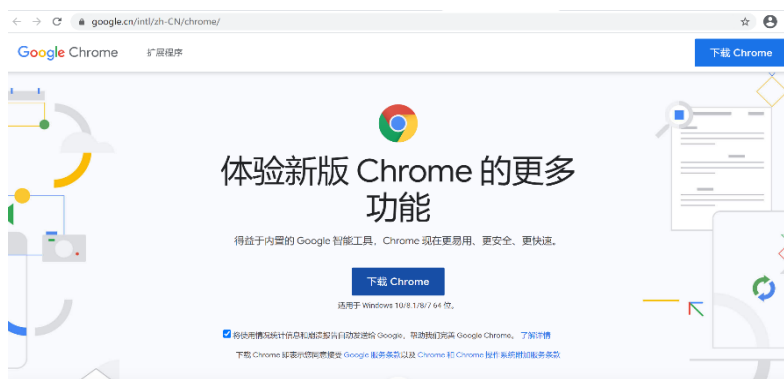 google.cn/intl/zh-CN/chrome/
Google Chrome 扩展程序 下载 Chrome
体验新版 Chrome 的更多
功能
得益于内置的 Google 智能工具，Chrome 现在更易用、更安全、更快速。
下载 Chrome
适用于 Windows 10/8.1/8/7 64 位。
将使用情况统计信息和崩溃报告自动发送给 Google，帮助我们完善 Google Chrome。 了解详情
下载 Chrome 即表示您同意接受 Google 服务条款以及 Chrome 和 Chrome 操作系统附加服务条款